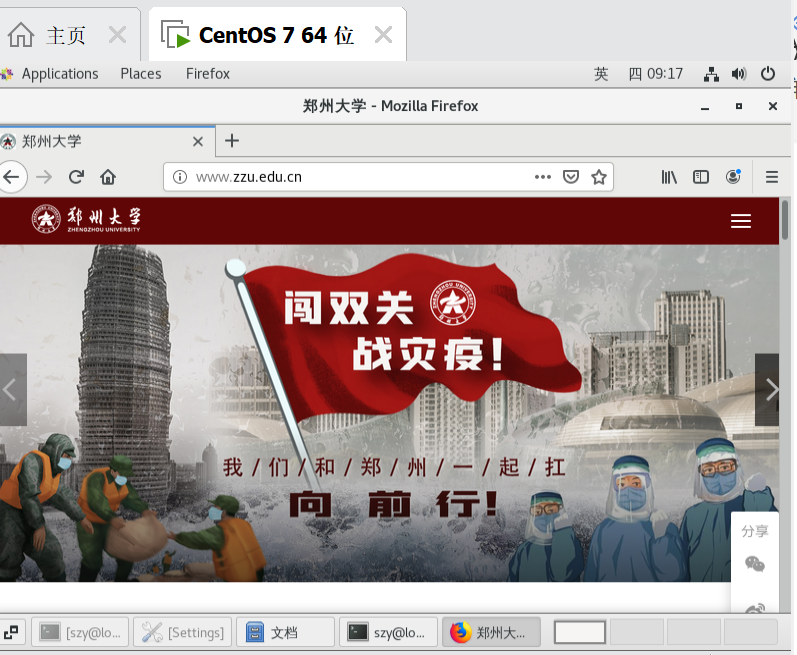 主页
CentOS 7 64 位
Applications Places Firefox 英 四 09:17
郑州大学 - Mozilla Firefox
郑州大学
www.zzu.edu.cn
郑州大学
ZHENGZHOU UNIVERSITY
闯双关
战灾疫!
我/们/和/郑/州/一/起/扛
向前行!
分享
[szy@lo... [Settings] 文档 szy@lo... 郑州大...